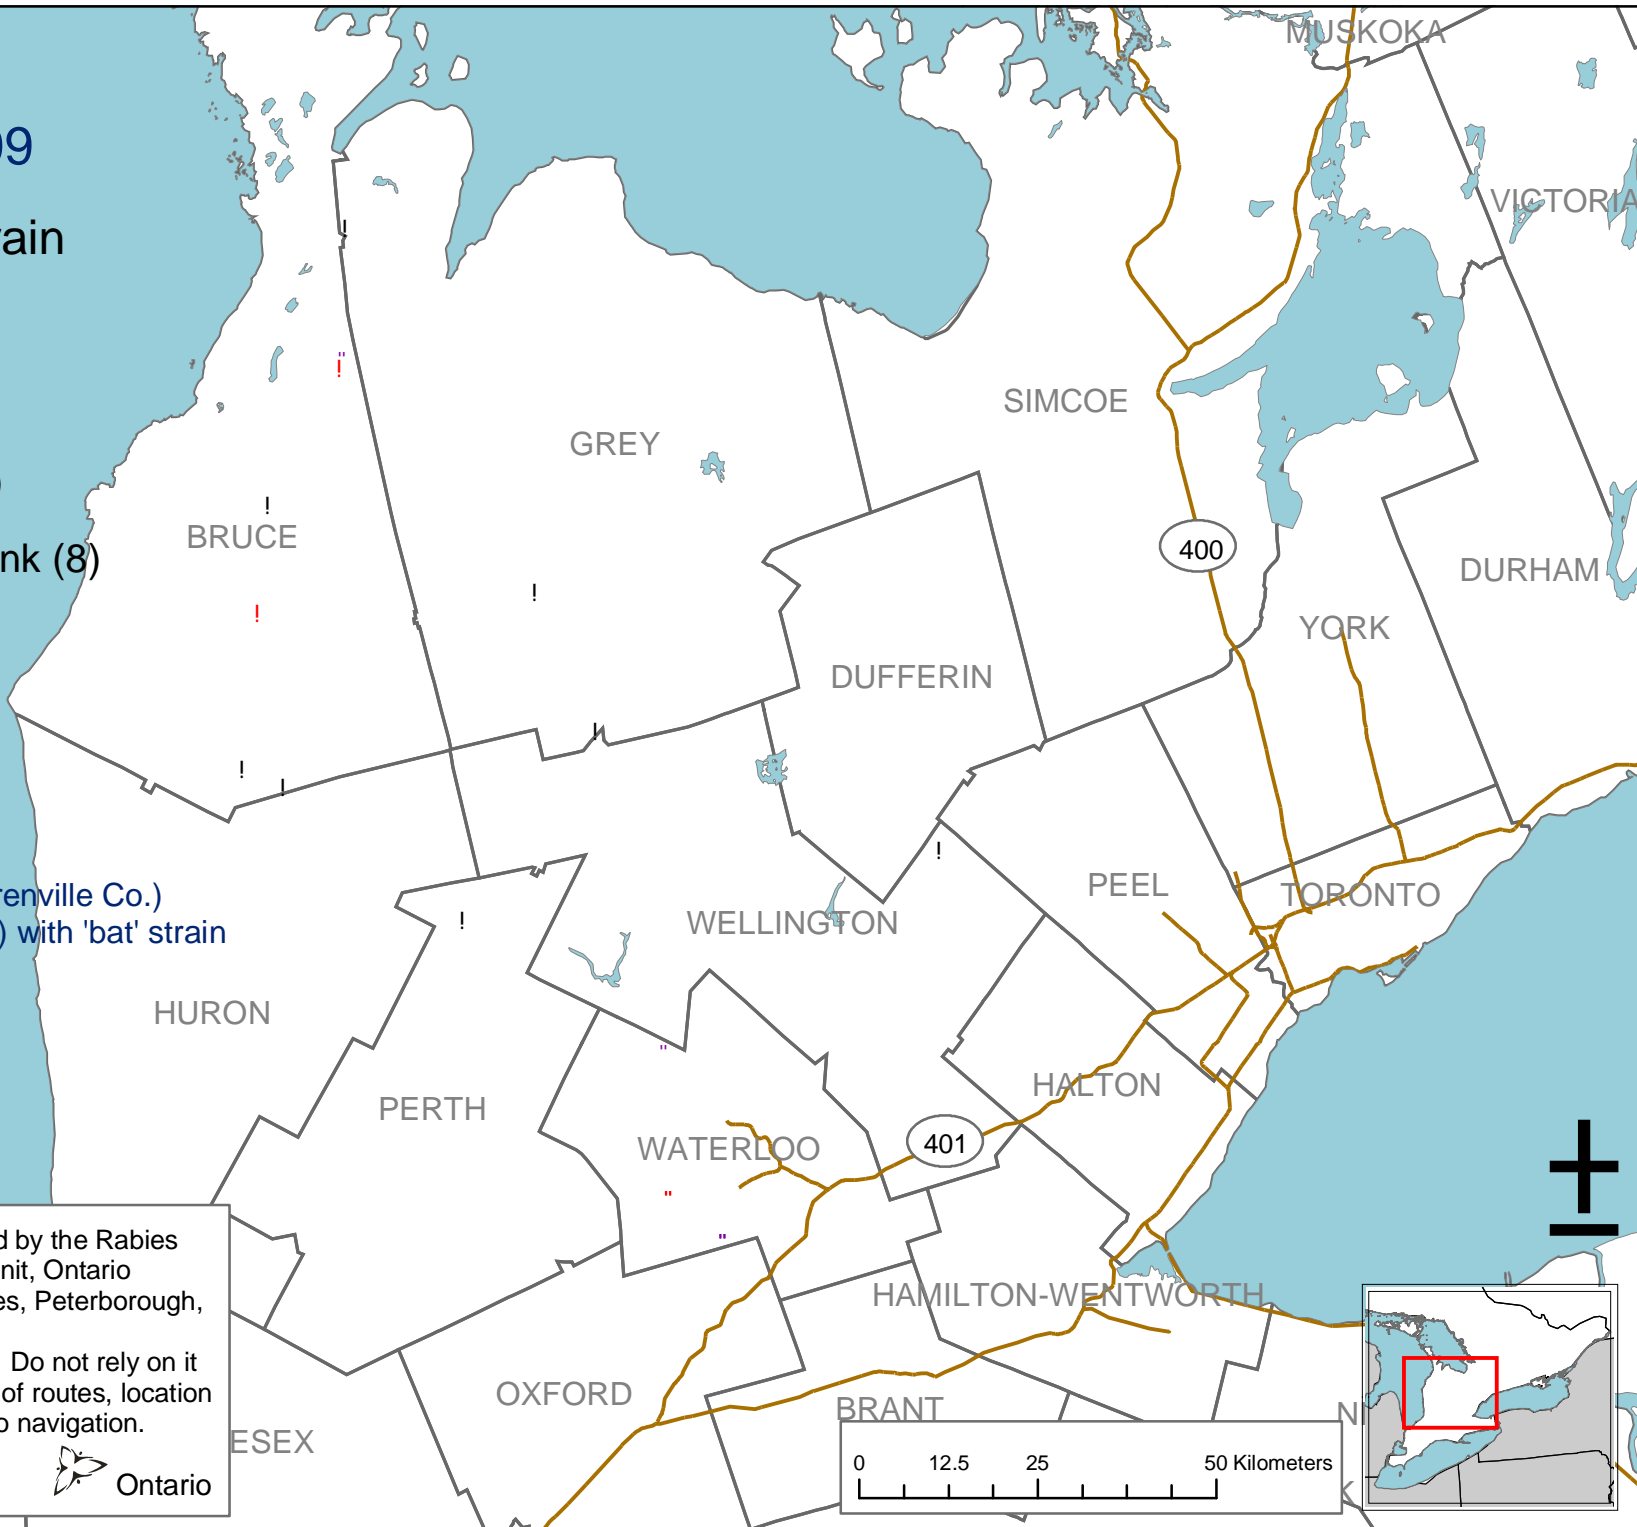 MUSKOKA
09
rain
VICTORIA
SIMCOE
GREY
)
BRUCE
400
nk (8)
DURHAM
YORK
DUFFERIN
PEEL
TORONTO
renville Co.)
) with 'bat' strain
WELLINGTON
HURON
HALTON
PERTH
WATERLOO
401
d by the Rabies
nit, Ontario
es, Peterborough,
Do not rely on it
of routes, location
o navigation.
Ontario
HAMILTON-WENTWORTH
OXFORD
BRANT
ESEX
NI
K
0 12.5 25 50 Kilometers